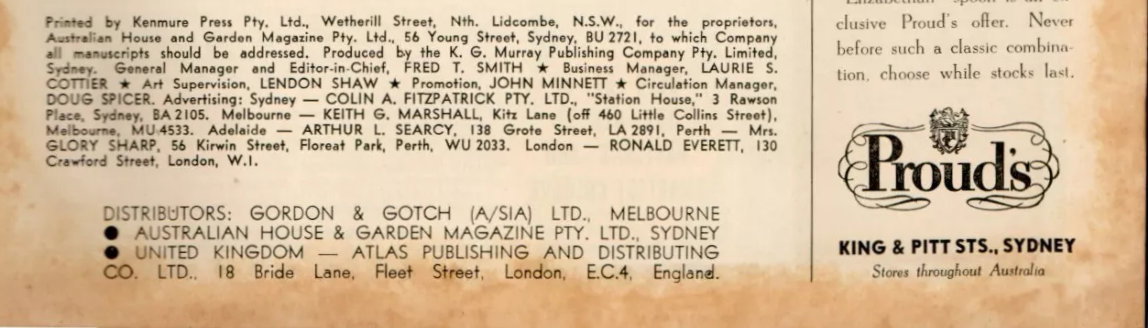 Printed by Kenmure Press Pty. Ltd., Wetherill Street, Nth. Lidcombe, N.S.W., for the proprietors,
Australian House and Garden Magazine Pty. Ltd., 56 Young Street, Sydney, BU 2721, to which Company
all manuscripts should be addressed. Produced by the K. G. Murray Publishing Company Pty. Limited,
Sydney. General Manager and Editor-in-Chief, FRED T. SMITH ★ Business Manager, LAURIE S.
COTTIER ★ Art Supervision, LENDON SHAW ★ Promotion, JOHN MINNETT ★ Circulation Manager,
DOUG SPICER. Advertising: Sydney — COLIN A. FITZPATRICK PTY. LTD., "Station House," 3 Rawson
Place, Sydney, BA 2105. Melbourne — KEITH G. MARSHALL, Kitz Lane (off 460 Little Collins Street),
Melbourne, MU 4533. Adelaide — ARTHUR L. SEARCY, 138 Grote Street, LA 2891, Perth — Mrs.
GLORY SHARP, 56 Kirwin Street, Floreat Park, Perth, WU 2033. London — RONALD EVERETT, 130
Crawford Street, London, W.I.
DISTRIBUTORS: GORDON & GOTCH (A/SIA) LTD., MELBOURNE
● AUSTRALIAN HOUSE & GARDEN MAGAZINE PTY. LTD., SYDNEY
● UNITED KINGDOM — ATLAS PUBLISHING AND DISTRIBUTING
CO. LTD., 18 Bride Lane, Fleet Street, London, E.C.4, England.
clusive Proud's offer. Never
before such a classic combina-
tion, choose while stocks last.
Proud's
KING & PITT STS., SYDNEY
Stores throughout Australia